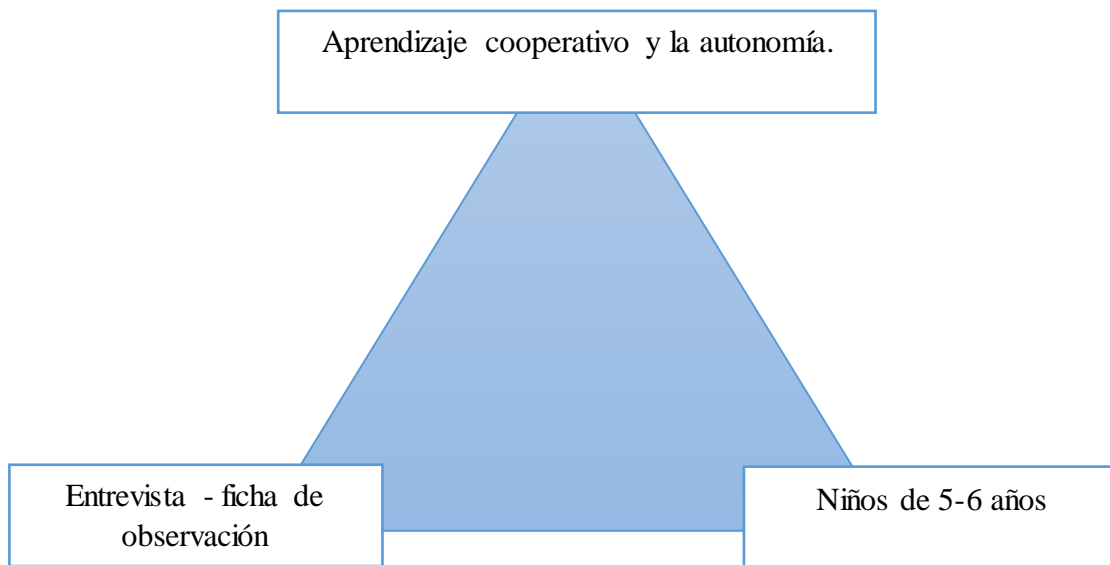 Aprendizaje cooperativo y la autonomía.
Entrevista - ficha de
observación
Niños de 5-6 años